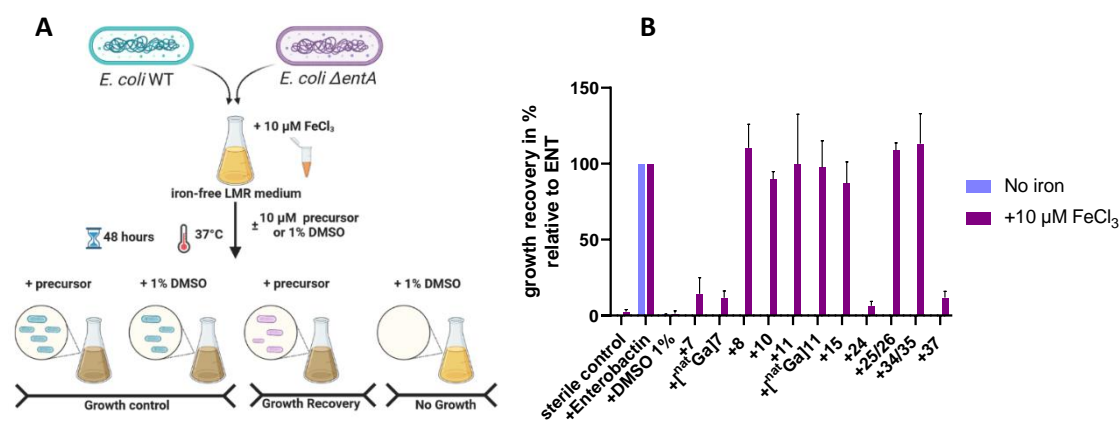 A
E. coli WT
E. coli ΔentA
+ 10 µM FeCl₃
iron-free LMR medium
48 hours
37°C
± 10 µM precursor
or 1% DMSO
+ precursor
+ 1% DMSO
+ precursor
+ 1% DMSO
Growth control
Growth Recovery
No Growth
B
growth recovery in %
relative to ENT
150
100
50
0
sterile control
+Enterobactin
+DMSO 1%
+7
+[ⁿᵃᵗGa]7
+8
+10
+11
+[ⁿᵃᵗGa]11
+15
+24
+25/26
+34/35
+37
No iron
+10 µM FeCl₃